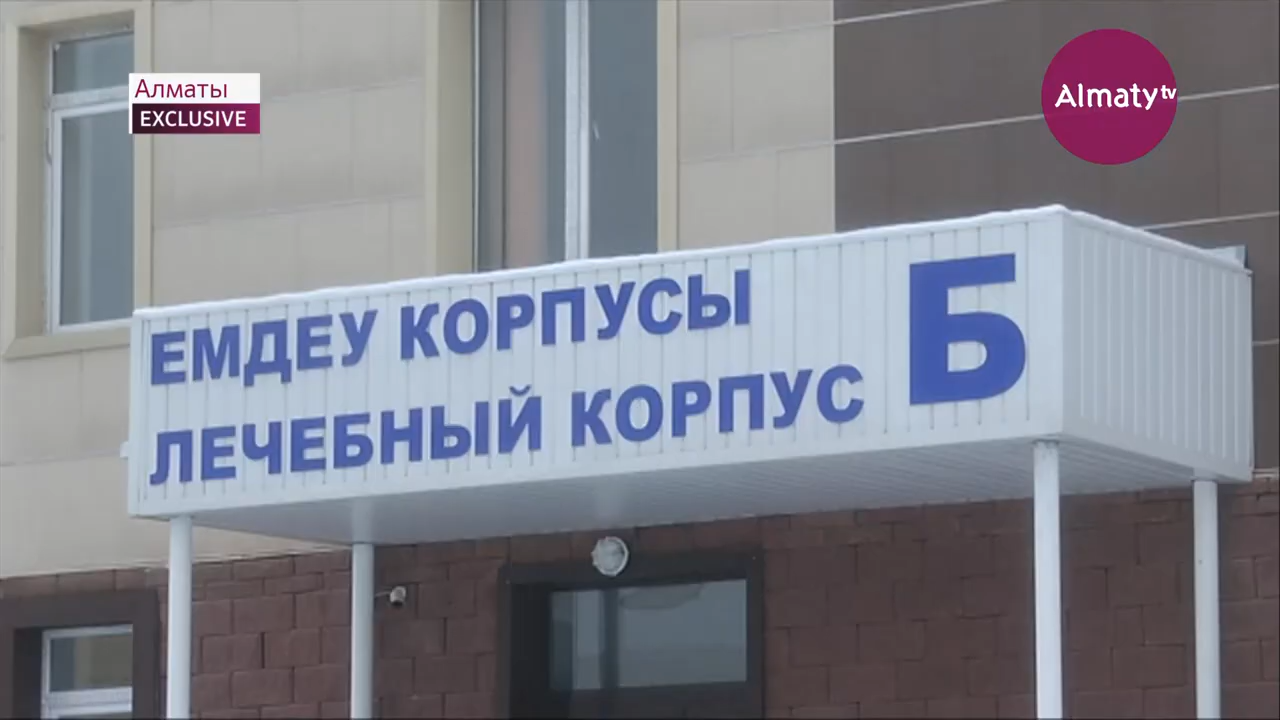 Алматы
EXCLUSIVE
Almaty tv
ЕМДЕУ КОРПУСЫ
ЛЕЧЕБНЫЙ КОРПУС
Б